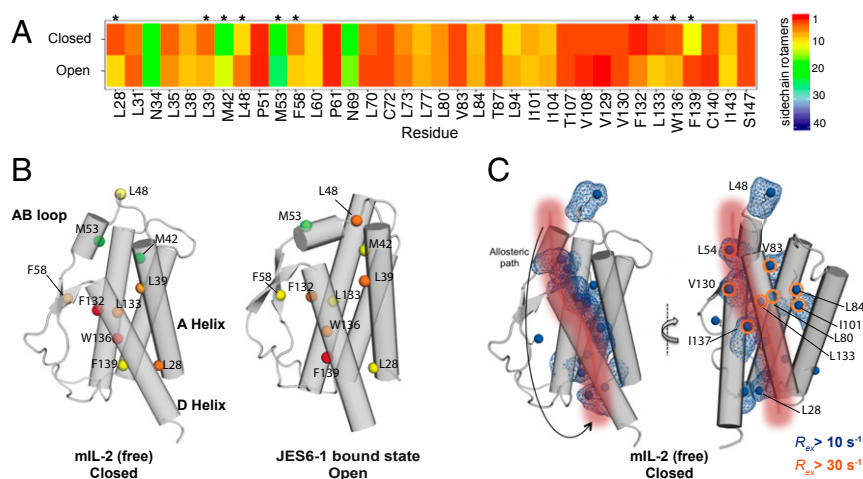 A
* * * * * * * * * *
Closed
Open
L28 L31 N34 L35 L38 L39 M42 L48 P51 M53 F58 L60 P61 N69 L70 C72 L73 L77 L80 V83 L84 T87 L94 I101 I104 T107 V108 V129 V130 F132 L133 W136 F139 C140 I143 S147
Residue
sidechain rotamers
1
10
20
30
40
B
L48
AB loop
M53
M42
F58
L39
F132
L133
A Helix
W136
F139
L28
D Helix
mIL-2 (free)
Closed
L48
M53
M42
F58
F132
L39
L133
W136
F139
L28
JES6-1 bound state
Open
C
Allosteric
path
L48
L54
V83
V130
L84
I101
L80
I137
L133
L28
mIL-2 (free)
Closed
Rex> 10 s-1
Rex> 30 s-1